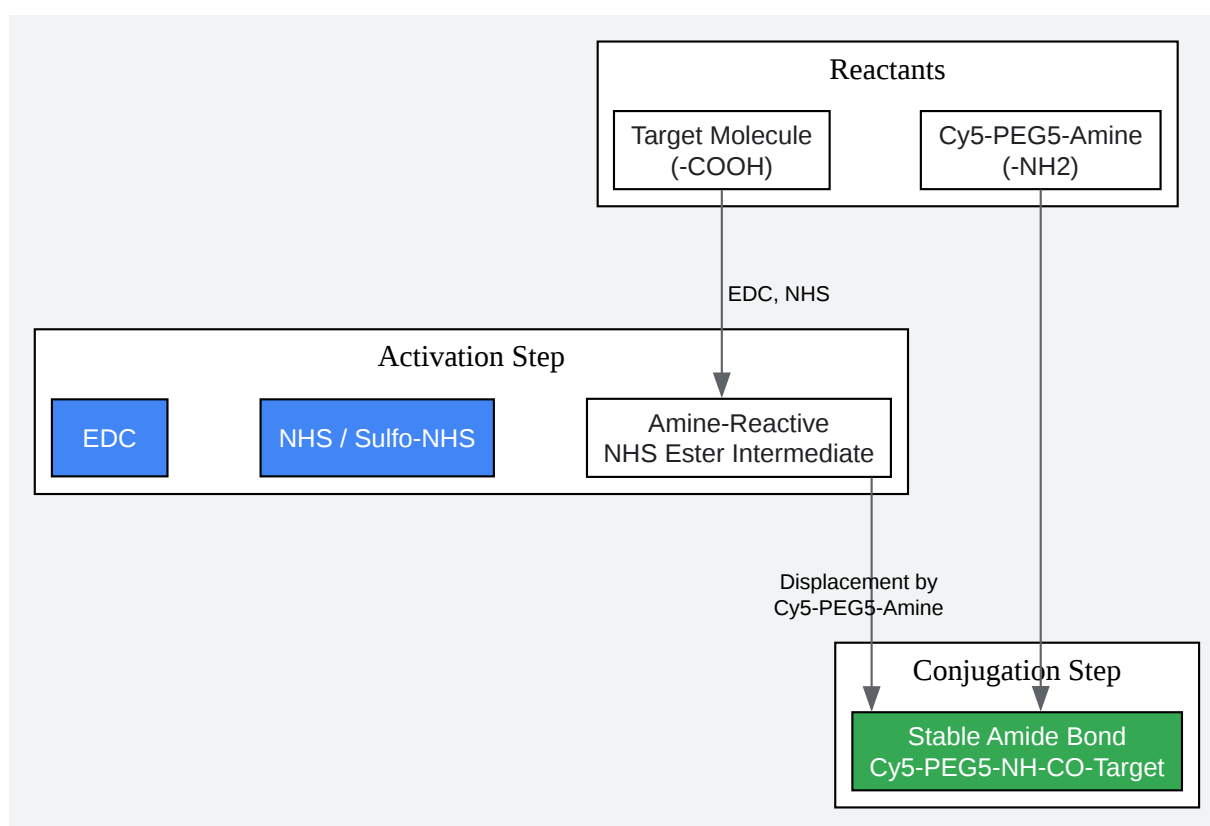 Reactants
Target Molecule
(-COOH)
Cy5-PEG5-Amine
(-NH2)
EDC, NHS
Activation Step
EDC
NHS / Sulfo-NHS
Amine-Reactive
NHS Ester Intermediate
Displacement by
Cy5-PEG5-Amine
Conjugation Step
Stable Amide Bond
Cy5-PEG5-NH-CO-Target